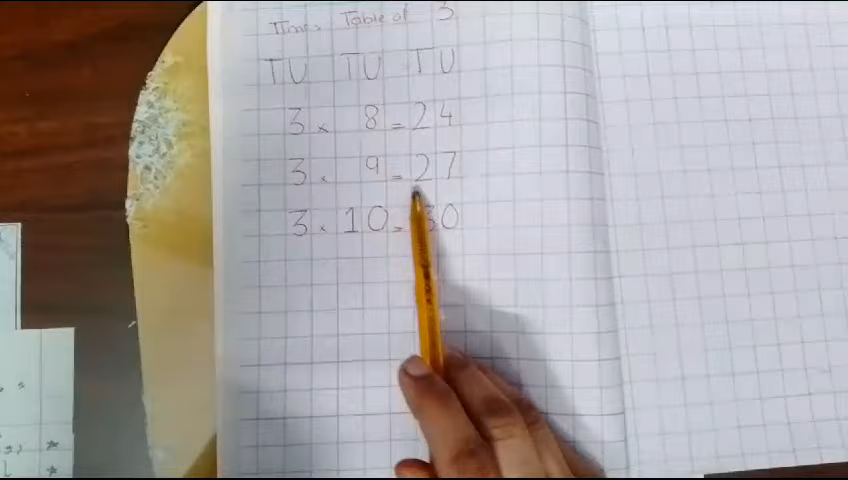 Times Table of 3
TU TU TU
3 × 8 = 24
3 × 9 = 27
3 × 10 = 30